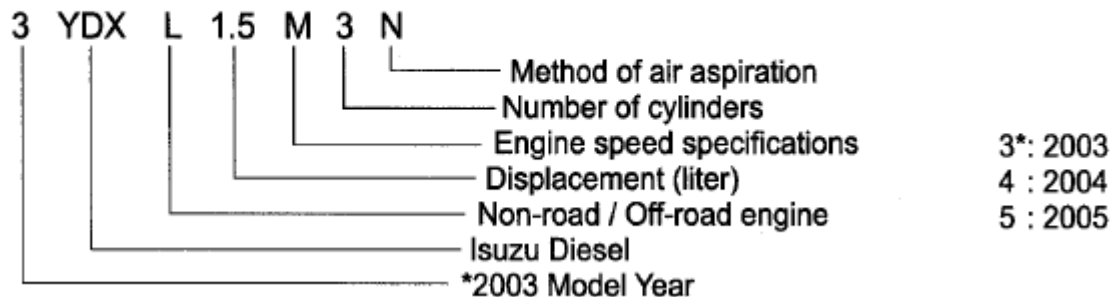 3 YDX L 1.5 M 3 N
Method of air aspiration
Number of cylinders
Engine speed specifications 3*: 2003
Displacement (liter) 4 : 2004
Non-road / Off-road engine 5 : 2005
Isuzu Diesel
*2003 Model Year